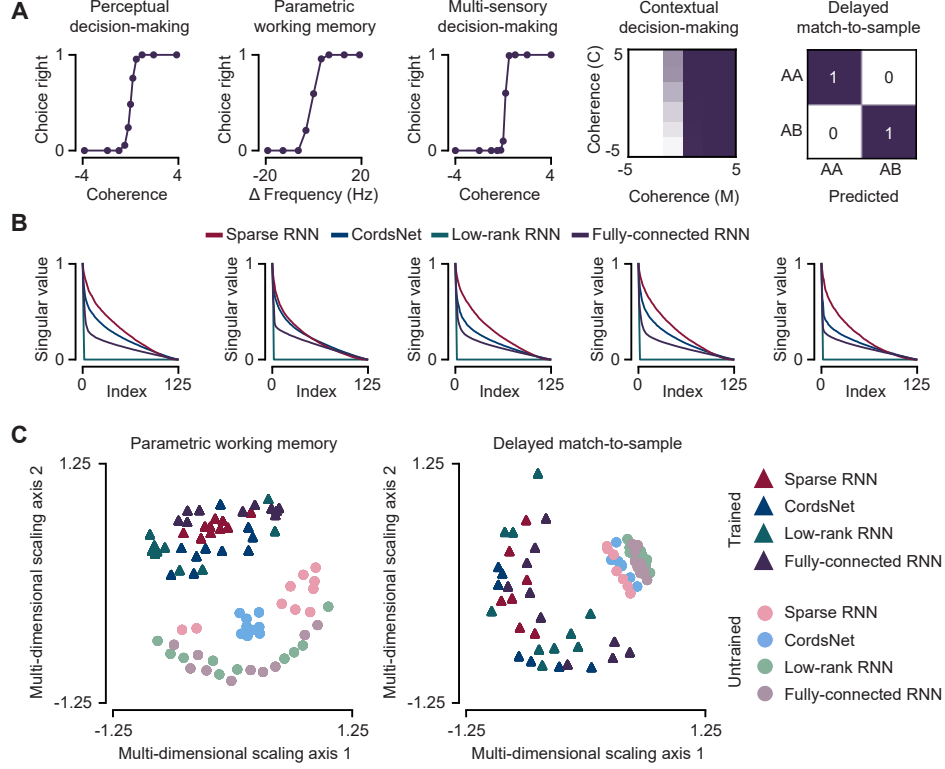 A
Perceptual
decision-making
Parametric
working memory
Multi-sensory
decision-making
Contextual
decision-making
Delayed
match-to-sample
Choice right
1
0
-4
4
Coherence
Choice right
1
0
-20
20
Δ Frequency (Hz)
Choice right
1
0
-4
4
Coherence
Coherence (C)
5
-5
-5
5
Coherence (M)
AA
AB
1
0
0
1
AA
AB
Predicted
B
Sparse RNN
CordsNet
Low-rank RNN
Fully-connected RNN
Singular value
1
0
0
125
Index
Singular value
1
0
0
125
Index
Singular value
1
0
0
125
Index
Singular value
1
0
0
125
Index
Singular value
1
0
0
125
Index
C
Parametric working memory
Multi-dimensional scaling axis 2
1.25
-1.25
-1.25
1.25
Multi-dimensional scaling axis 1
Delayed match-to-sample
Multi-dimensional scaling axis 2
1.25
-1.25
-1.25
1.25
Multi-dimensional scaling axis 1
Trained
Sparse RNN
CordsNet
Low-rank RNN
Fully-connected RNN
Untrained
Sparse RNN
CordsNet
Low-rank RNN
Fully-connected RNN